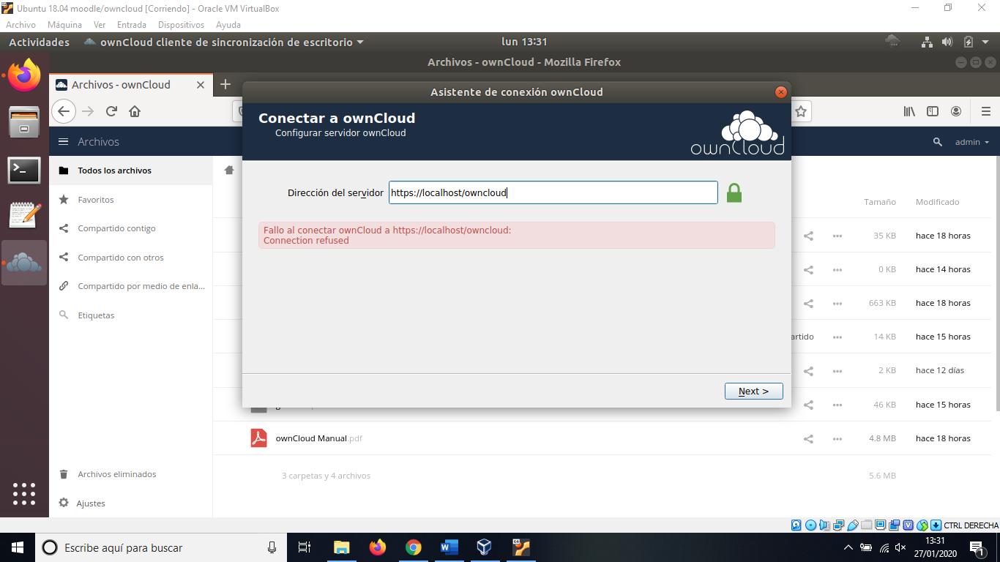 Ubuntu 18.04 moodle/owncloud [Corriendo] - Oracle VM VirtualBox
Archivo Máquina Ver Entrada Dispositivos Ayuda
Actividades ownCloud cliente de sincronización de escritorio lun 13:31
Archivos - ownCloud - Mozilla Firefox
Archivos - ownCloud
Asistente de conexión ownCloud
Conectar a ownCloud
Configurar servidor ownCloud
ownCloud
Archivos
admin
Todos los archivos
Favoritos
Compartido contigo
Compartido con otros
Compartido por medio de enla...
Etiquetas
Archivos eliminados
Ajustes
Dirección del servidor https://localhost/owncloud
Fallo al conectar ownCloud a https://localhost/owncloud:
Connection refused
Next >
Tamaño Modificado
35 KB hace 18 horas
0 KB hace 14 horas
663 KB hace 18 horas
artido 14 KB hace 15 horas
2 KB hace 12 días
46 KB hace 15 horas
ownCloud Manual.pdf 4.8 MB hace 18 horas
3 carpetas y 4 archivos 5.6 MB
CTRL DERECHA
Escribe aquí para buscar
13:31
27/01/2020
1